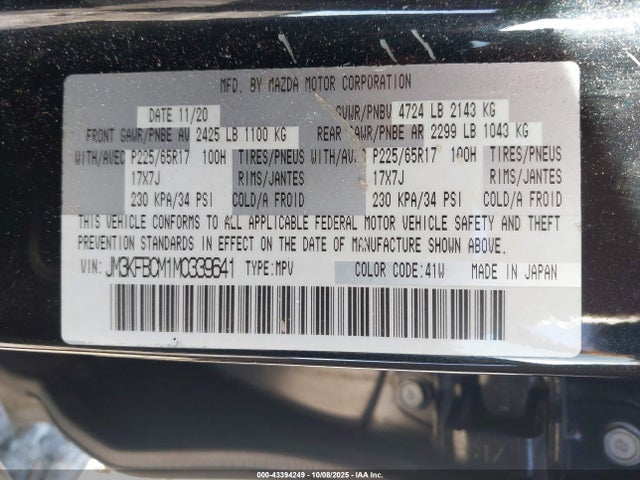 MFD. BY MAZDA MOTOR CORPORATION
DATE 11/20 GVWR/PNBV 4724 LB 2143 KG
FRONT GAWR/PNBE AV 2425 LB 1100 KG REAR GAWR/PNBE AR 2299 LB 1043 KG
WITH/AVEC P225/65R17 100H TIRES/PNEUS WITH/AVEC P225/65R17 100H TIRES/PNEUS
17X7J RIMS/JANTES 17X7J RIMS/JANTES
230 KPA/34 PSI COLD/A FROID 230 KPA/34 PSI COLD/A FROID
THIS VEHICLE CONFORMS TO ALL APPLICABLE FEDERAL MOTOR VEHICLE SAFETY AND THEFT
PREVENTION STANDARDS IN EFFECT ON THE DATE OF MANUFACTURE SHOWN ABOVE.
VIN: JM3KFBCM1M0339641 TYPE: MPV COLOR CODE: 41W MADE IN JAPAN
000-43394249 - 10/08/2025 - IAA Inc.